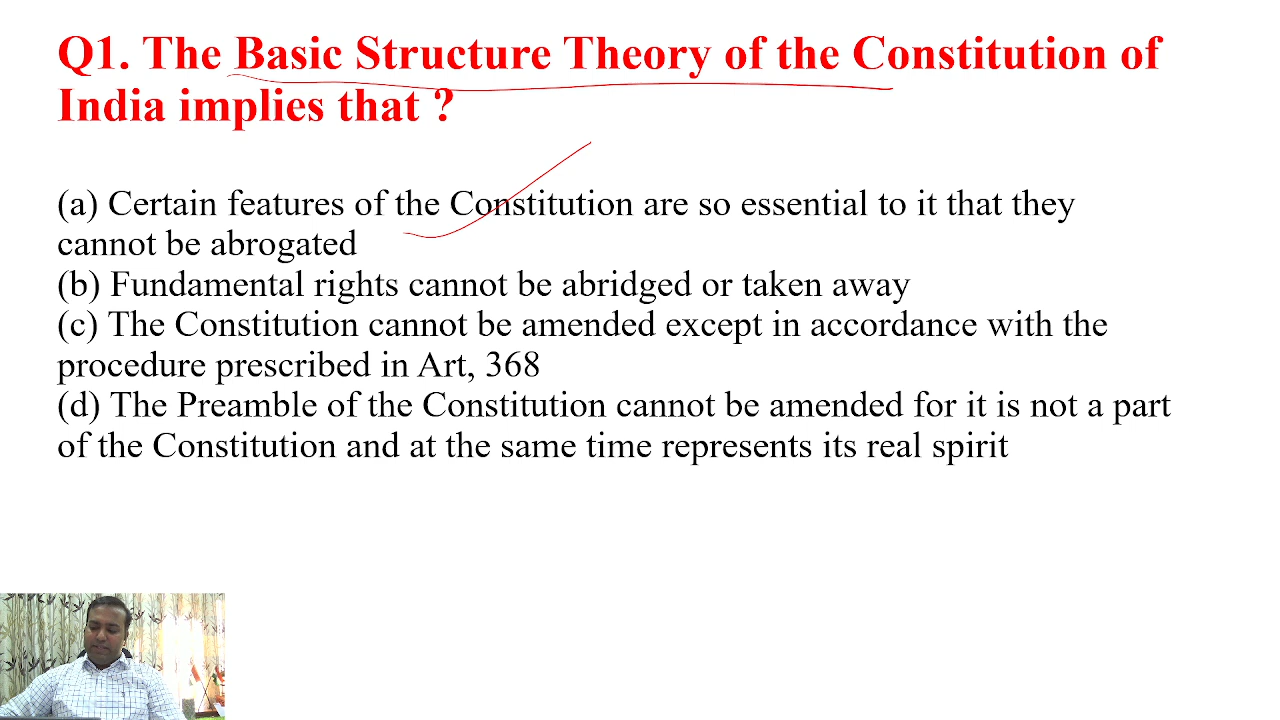 Q1. The Basic Structure Theory of the Constitution of
India implies that ?
(a) Certain features of the Constitution are so essential to it that they
cannot be abrogated
(b) Fundamental rights cannot be abridged or taken away
(c) The Constitution cannot be amended except in accordance with the
procedure prescribed in Art, 368
(d) The Preamble of the Constitution cannot be amended for it is not a part
of the Constitution and at the same time represents its real spirit